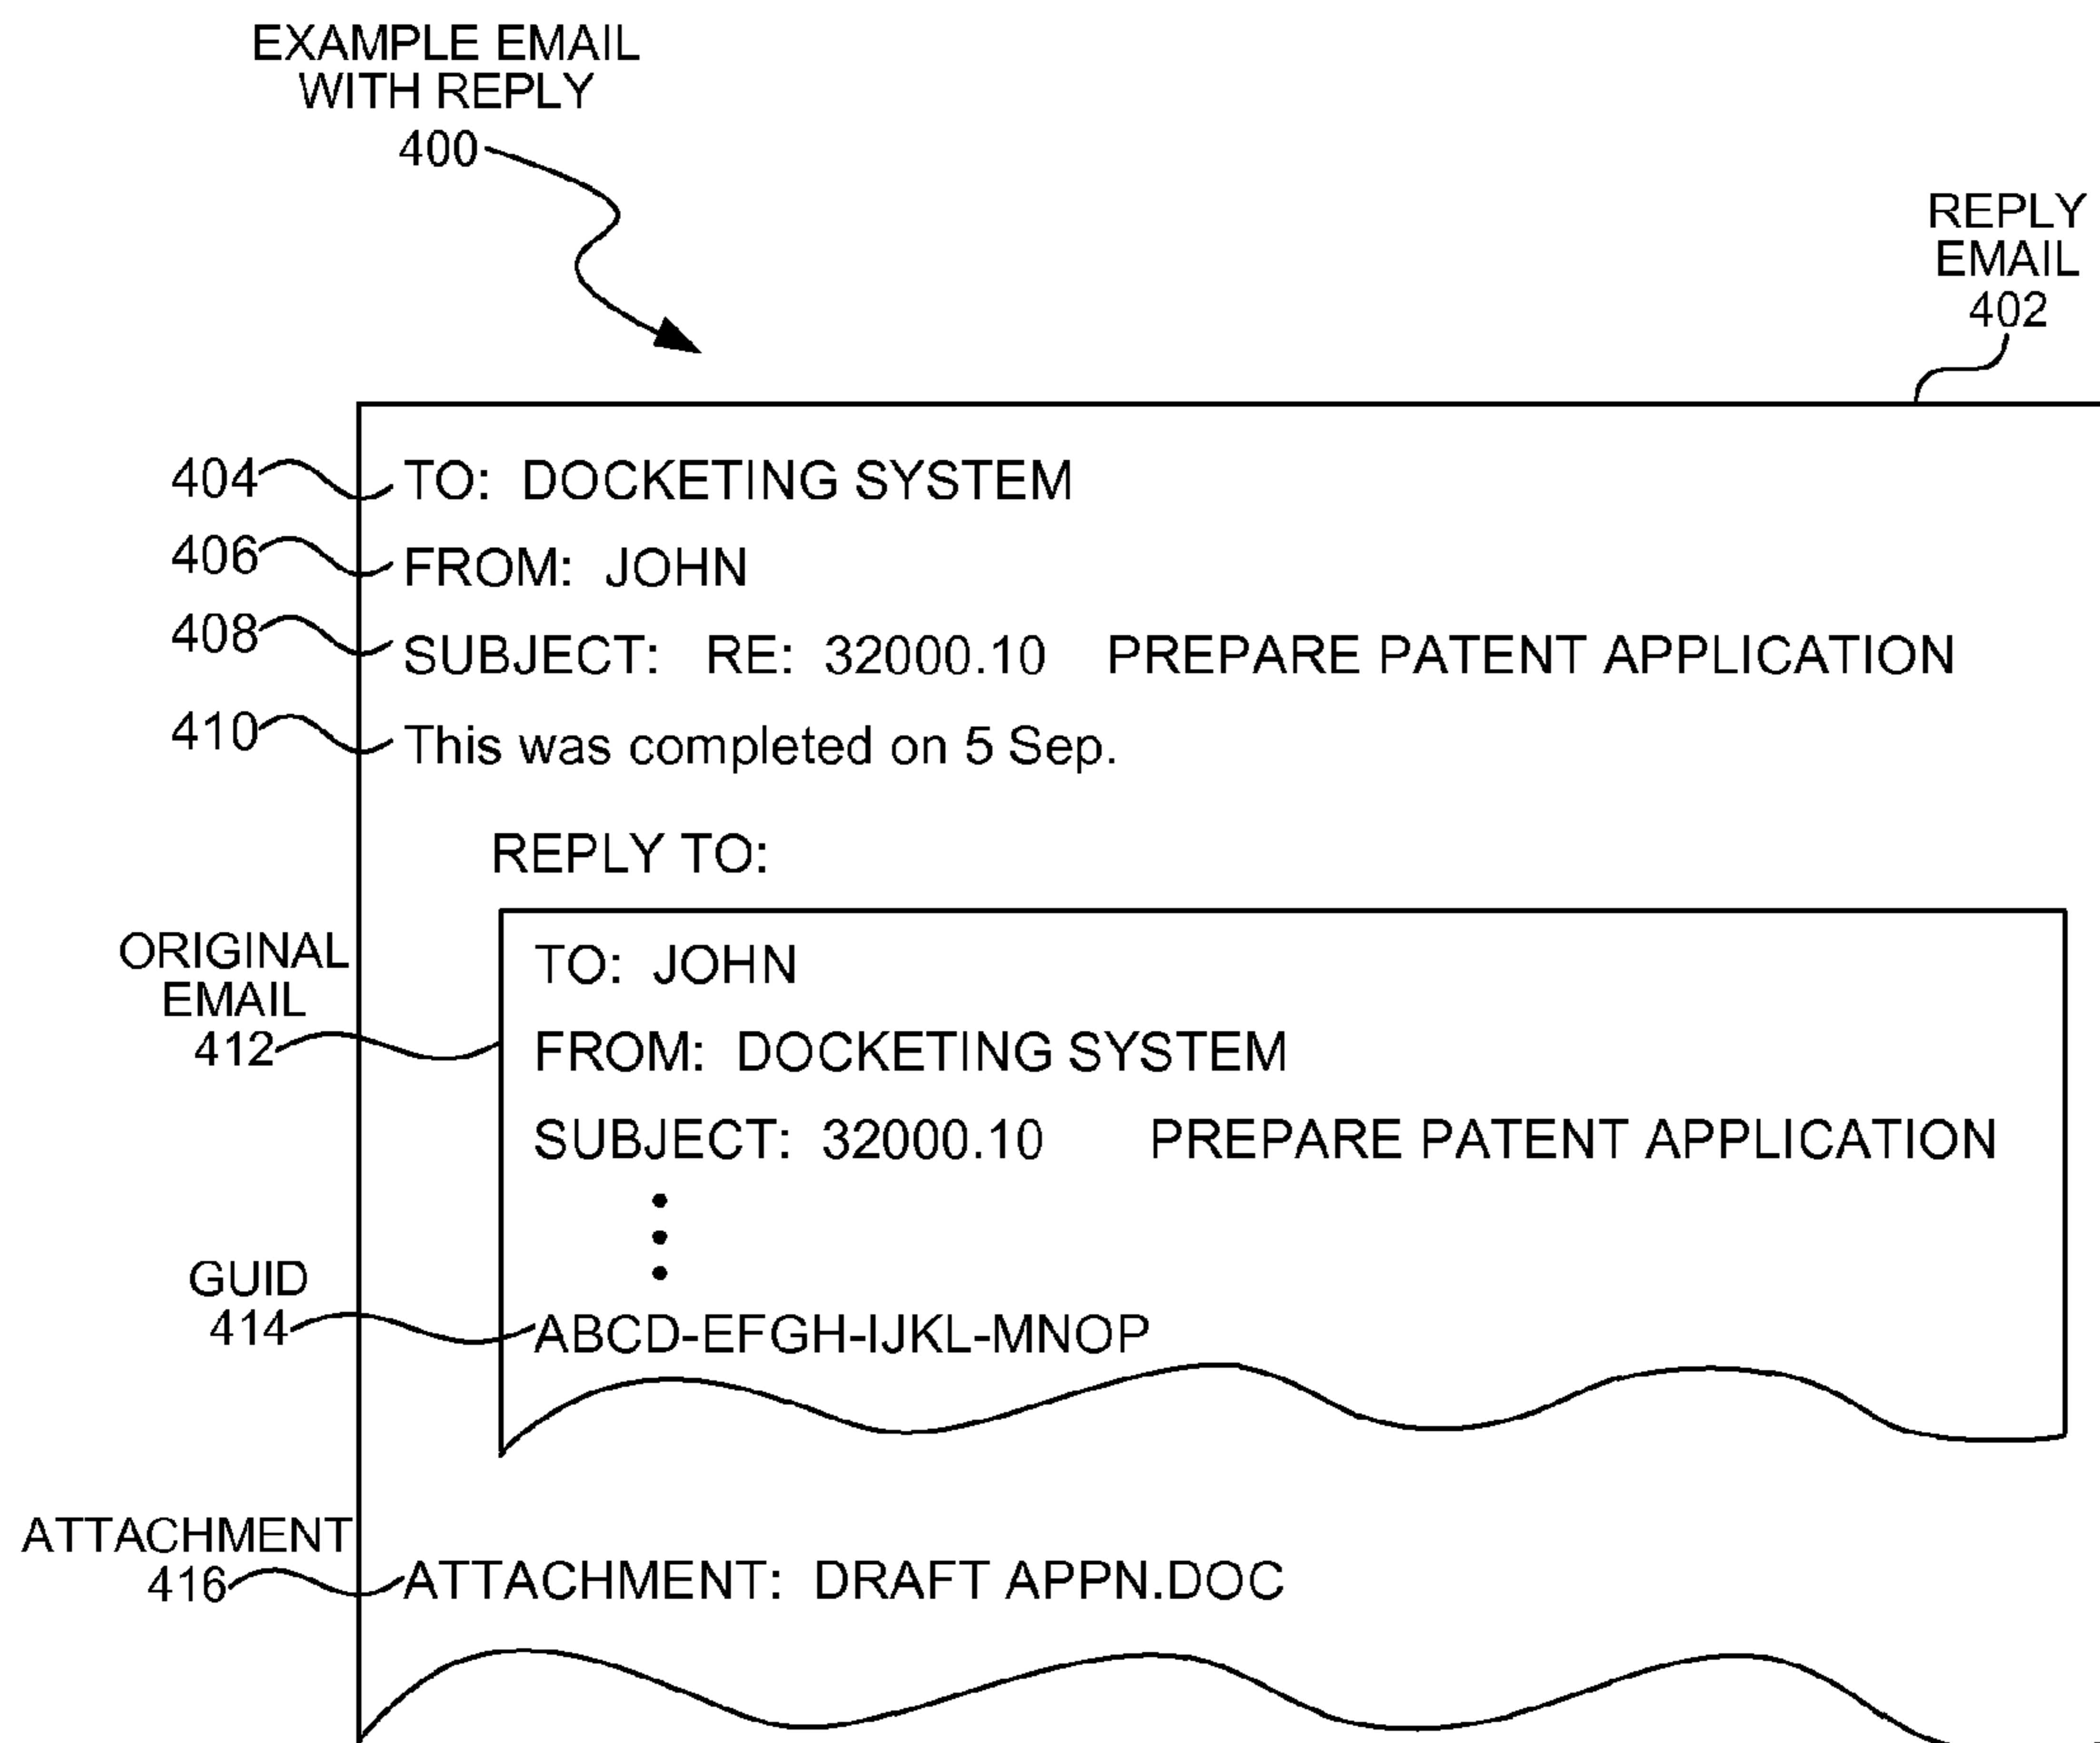 EXAMPLE EMAIL
WITH REPLY
400
REPLY
EMAIL
402
404
TO: DOCKETING SYSTEM
406
FROM: JOHN
408
SUBJECT: RE: 32000.10 PREPARE PATENT APPLICATION
410
This was completed on 5 Sep.
REPLY TO:
ORIGINAL
EMAIL
412
TO: JOHN
FROM: DOCKETING SYSTEM
SUBJECT: 32000.10 PREPARE PATENT APPLICATION
GUID
414
ABCD-EFGH-IJKL-MNOP
ATTACHMENT
416
ATTACHMENT: DRAFT APPN.DOC